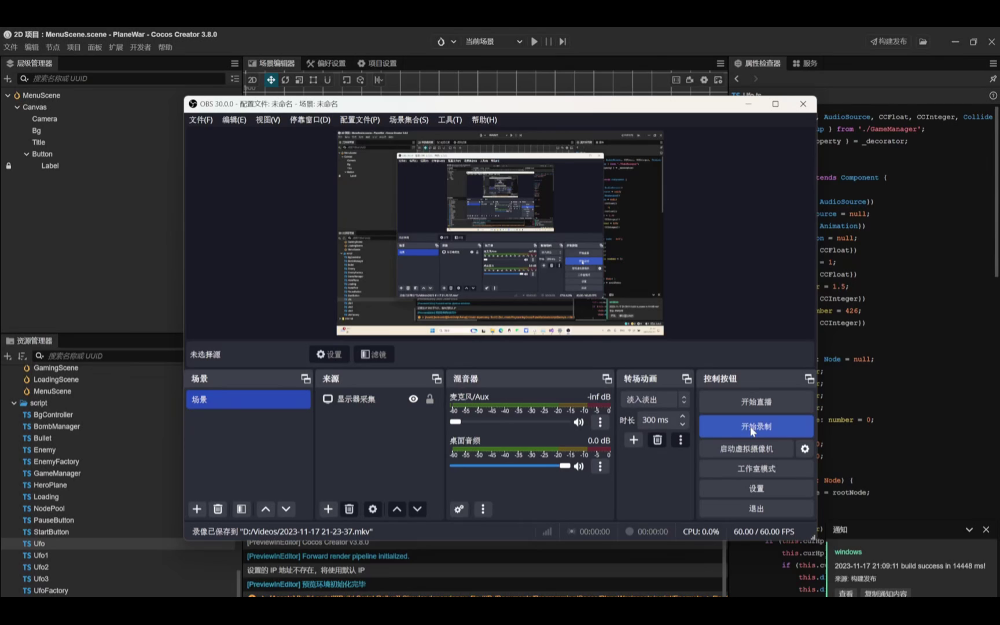 2D 项目 : MenuScene.scene - PlaneWar - Cocos Creator 3.8.0
文件 编辑 节点 项目 面板 扩展 开发者 帮助
当前场景
构建发布
层级管理器
场景编辑器 偏好设置 项目设置
属性检查器 服务
搜索名称或 UUID
2D
MenuScene
Canvas
Camera
Bg
Title
Button
Label
资源管理器
搜索名称或 UUID
GamingScene
LoadingScene
MenuScene
script
TS BgController
TS BombManager
TS Bullet
TS Enemy
TS EnemyFactory
TS GameManager
TS HeroPlane
TS Loading
TS NodePool
TS PauseButton
TS StartButton
TS Ufo
TS Ufo1
TS Ufo2
TS Ufo3
TS UfoFactory
OBS 30.0.0 - 配置文件: 未命名 - 场景: 未命名
文件(F) 编辑(E) 视图(V) 停靠窗口(D) 配置文件(P) 场景集合(S) 工具(T) 帮助(H)
未选择源
设置
滤镜
场景
场景
来源
显示器采集
混音器
麦克风/Aux -inf dB
-60 -55 -50 -45 -40 -35 -30 -25 -20 -15 -10 -5 0
桌面音频 0.0 dB
-60 -55 -50 -45 -40 -35 -30 -25 -20 -15 -10 -5 0
转场动画
淡入淡出
时长 300 ms
控制按钮
开始直播
开始录制
启动虚拟摄像机
工作室模式
设置
退出
录像已保存到 "D:/Videos/2023-11-17 21-23-37.mkv"
00:00:00
00:00:00
CPU: 0.0%
60.00 / 60.00 FPS
[PreviewInEditor] Cocos Creator v3.8.0
[PreviewInEditor] Forward render pipeline initialized.
设置的 IP 地址不存在，将使用默认 IP
[PreviewInEditor] 预览环境初始化完毕
TS Ufo.ts
, AudioSource, CCFloat, CCInteger, Collide
up } from './GameManager';
operty } = _decorator;
tends Component {
AudioSource})
ource = null;
Animation})
on = null;
CCFloat})
= 1;
CCFloat})
r = 1.5;
CCInteger})
mber = 426;
CCInteger})
: Node = null;
r;
r;
r;
r;
e: number = 0;
0;
0;
: Node) {
e = rootNode;
if (this.curHp
this.curHp
if (this.c
this.d
this.d
通知
windows
2023-11-17 21:09:11 build success in 14448 ms!
来源: 构建发布
查看 复制通知内容